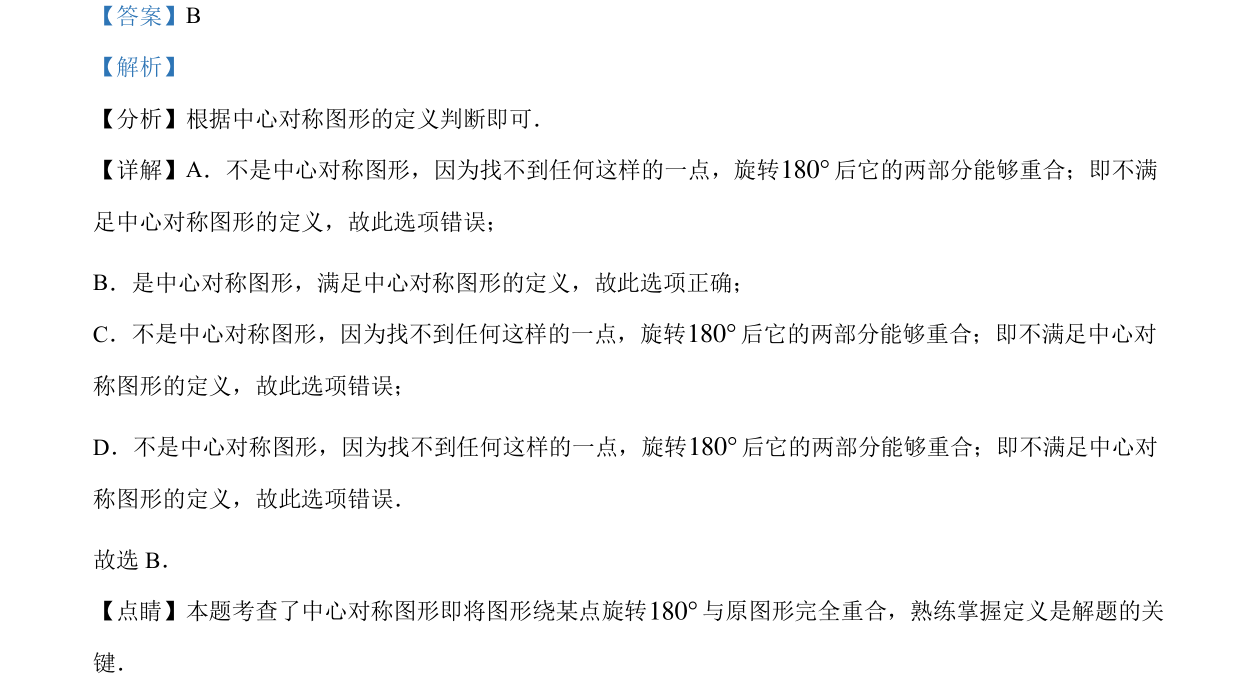 【答案】B
【解析】
【分析】根据中心对称图形的定义判断即可．
【详解】A．不是中心对称图形，因为找不到任何这样的一点，旋转180°后它的两部分能够重合；即不满
足中心对称图形的定义，故此选项错误；
B．是中心对称图形，满足中心对称图形的定义，故此选项正确；
C．不是中心对称图形，因为找不到任何这样的一点，旋转180°后它的两部分能够重合；即不满足中心对
称图形的定义，故此选项错误；
D．不是中心对称图形，因为找不到任何这样的一点，旋转180°后它的两部分能够重合；即不满足中心对
称图形的定义，故此选项错误．
故选 B．
【点睛】本题考查了中心对称图形即将图形绕某点旋转180°与原图形完全重合，熟练掌握定义是解题的关
键．